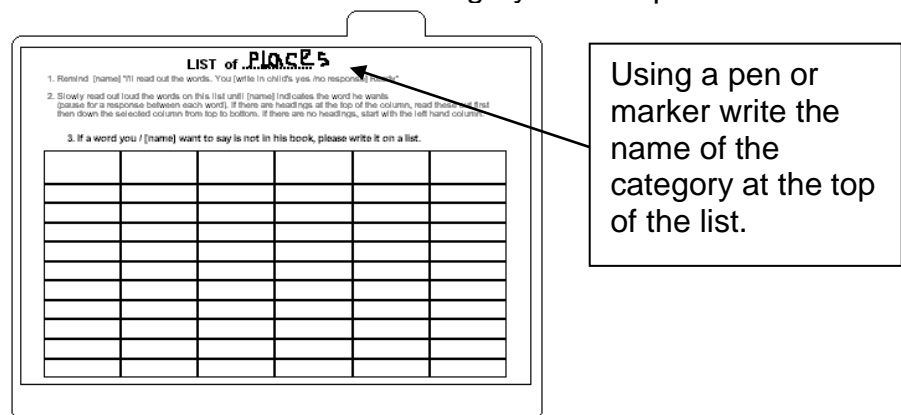 LIST of Places
1. Remind [name] "I'll read out the words. You [write in child's yes /no response] Ready"
2. Slowly read out loud the words on this list until [name] indicates the word he wants
(pause for a response between each word). If there are headings at the top of the column, read these out first
then down the selected column from top to bottom. If there are no headings, start with the left hand column.
3. If a word you / [name] want to say is not in his book, please write it on a list.
Using a pen or
marker write the
name of the
category at the top
of the list.